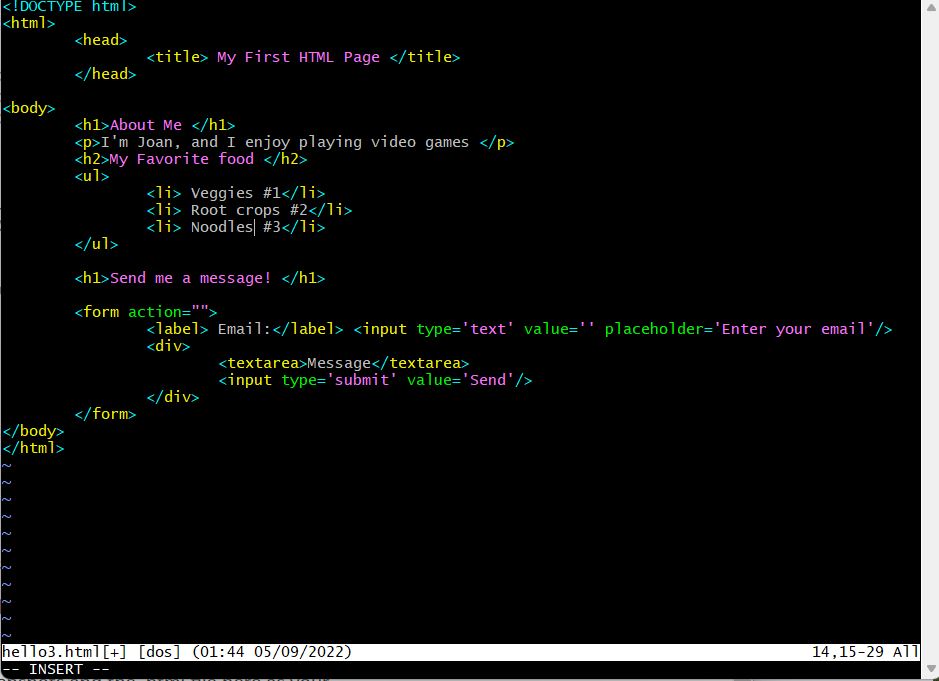 <!DOCTYPE html>
<html>
        <head>
                <title> My First HTML Page </title>
        </head>

<body>
        <h1>About Me </h1>
        <p>I'm Joan, and I enjoy playing video games </p>
        <h2>My Favorite food </h2>
        <ul>
                <li> Veggies #1</li>
                <li> Root crops #2</li>
                <li> Noodles #3</li>
        </ul>

        <h1>Send me a message! </h1>

        <form action="">
                <label> Email:</label> <input type='text' value='' placeholder='Enter your email'/>
                <div>
                        <textarea>Message</textarea>
                        <input type='submit' value='Send'/>
                </div>
        </form>
</body>
</html>
~
~
~
~
~
~
~
~
~
~
~
hello3.html[+] [dos] (01:44 05/09/2022) 14,15-29 All
-- INSERT --